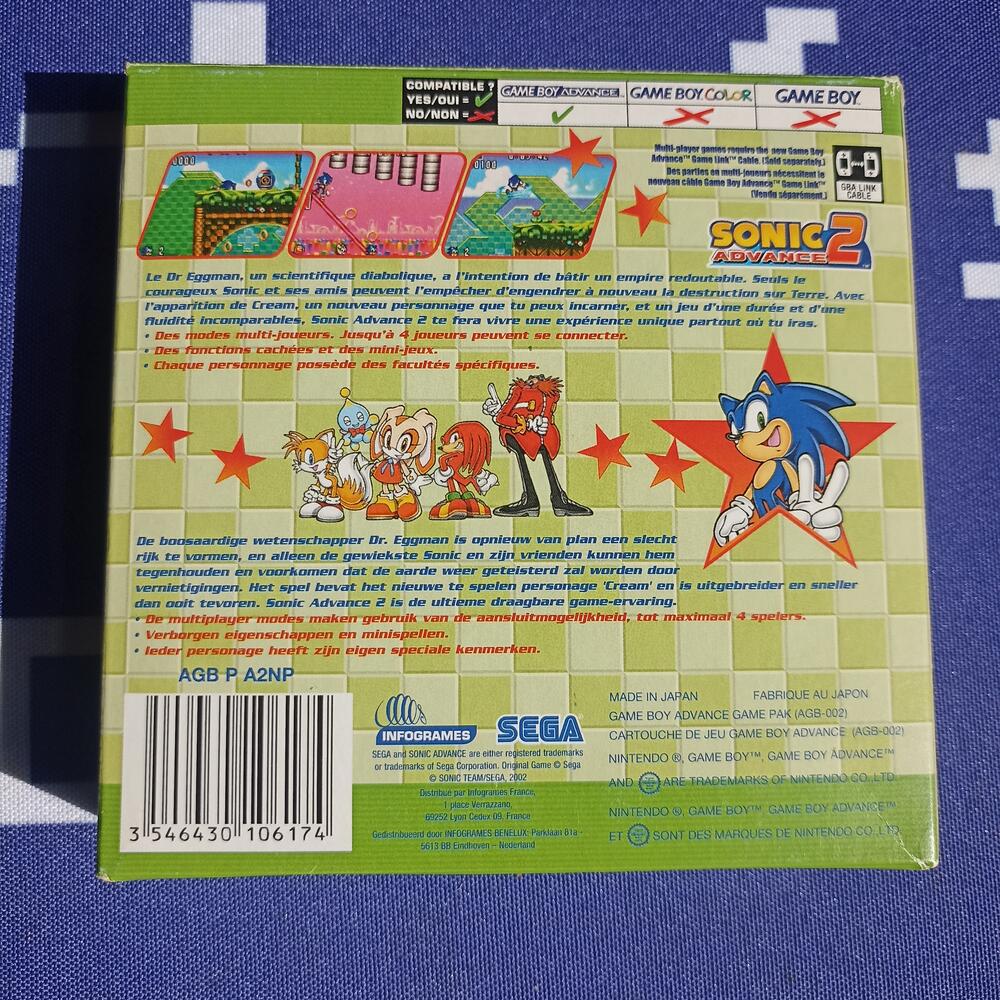 COMPATIBLE ?
YES/OUI = ✓
NO/NON = ✗
GAME BOY ADVANCE
GAME BOY COLOR
GAME BOY
Multi-player games require the new Game Boy
Advance™ Game Link™ Cable. (Sold separately.)
Des parties en multi-joueurs nécessitent le
nouveau câble Game Boy Advance™ Game Link™
(Vendu séparément.)
GBA LINK
CABLE
SONIC
ADVANCE 2
Le Dr Eggman, un scientifique diabolique, a l'intention de bâtir un empire redoutable. Seuls le
courageux Sonic et ses amis peuvent l'empêcher d'engendrer à nouveau la destruction sur Terre. Avec
l'apparition de Cream, un nouveau personnage que tu peux incarner, et un jeu d'une durée et d'une
fluidité incomparables, Sonic Advance 2 te fera vivre une expérience unique partout où tu iras.
• Des modes multi-joueurs. Jusqu'à 4 joueurs peuvent se connecter.
• Des fonctions cachées et des mini-jeux.
• Chaque personnage possède des facultés spécifiques.
De boosaardige wetenschapper Dr. Eggman is opnieuw van plan een slecht
rijk te vormen, en alleen de gewiekste Sonic en zijn vrienden kunnen hem
tegenhouden en voorkomen dat de aarde weer geteisterd zal worden door
vernietigingen. Het spel bevat het nieuwe te spelen personage 'Cream' en is uitgebreider en sneller
dan ooit tevoren. Sonic Advance 2 is de ultieme draagbare game-ervaring.
• De multiplayer modes maken gebruik van de aansluitmogelijkheid, tot maximaal 4 spelers.
• Verborgen eigenschappen en minispellen.
• Ieder personage heeft zijn eigen speciale kenmerken.
AGB P A2NP
3 546430 106174
INFOGRAMES
SEGA
SEGA and SONIC ADVANCE are either registered trademarks
or trademarks of Sega Corporation. Original Game © Sega
© SONIC TEAM/SEGA, 2002
Distribué par Infogrames France,
1 place Verrazzano,
69252 Lyon Cedex 09, France
Gedistribueerd door INFOGRAMES BENELUX: Parklaan 81a -
5613 BB Eindhoven – Nederland
MADE IN JAPAN FABRIQUE AU JAPON
GAME BOY ADVANCE GAME PAK (AGB-002)
CARTOUCHE DE JEU GAME BOY ADVANCE (AGB-002)
NINTENDO ®, GAME BOY™, GAME BOY ADVANCE™
AND ARE TRADEMARKS OF NINTENDO CO.,LTD.
NINTENDO ®, GAME BOY™, GAME BOY ADVANCE™
ET SONT DES MARQUES DE NINTENDO CO.,LTD.